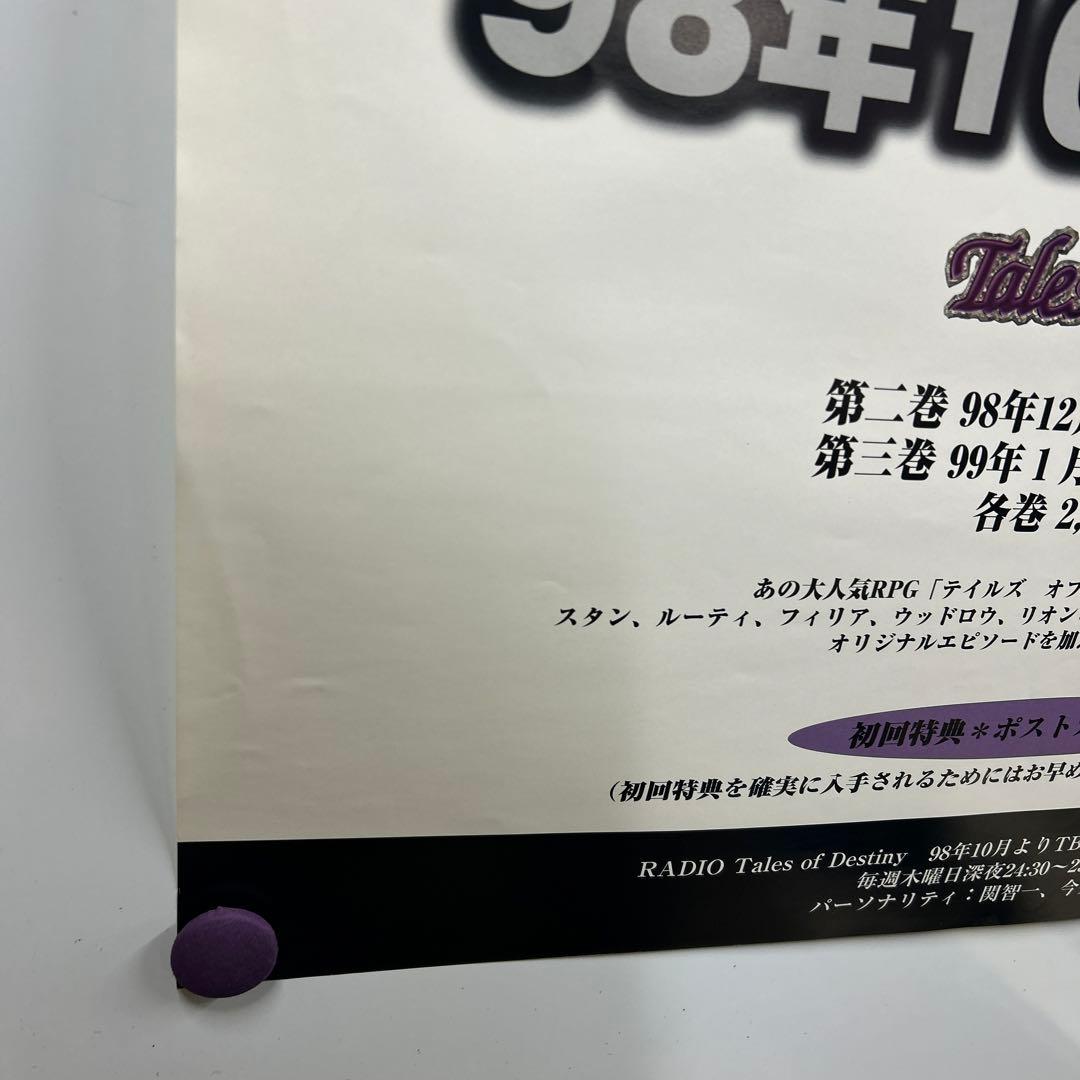 98年10
Tales
第二巻 98年12月
第三巻 99年1月
各巻 2,
あの大人気RPG「テイルズ オブ
スタン、ルーティ、フィリア、ウッドロウ、リオン
オリジナルエピソードを加
初回特典＊ポスト
（初回特典を確実に入手されるためにはお早め
RADIO Tales of Destiny 98年10月よりTB
毎週木曜日深夜24:30〜2
パーソナリティ：関智一、今